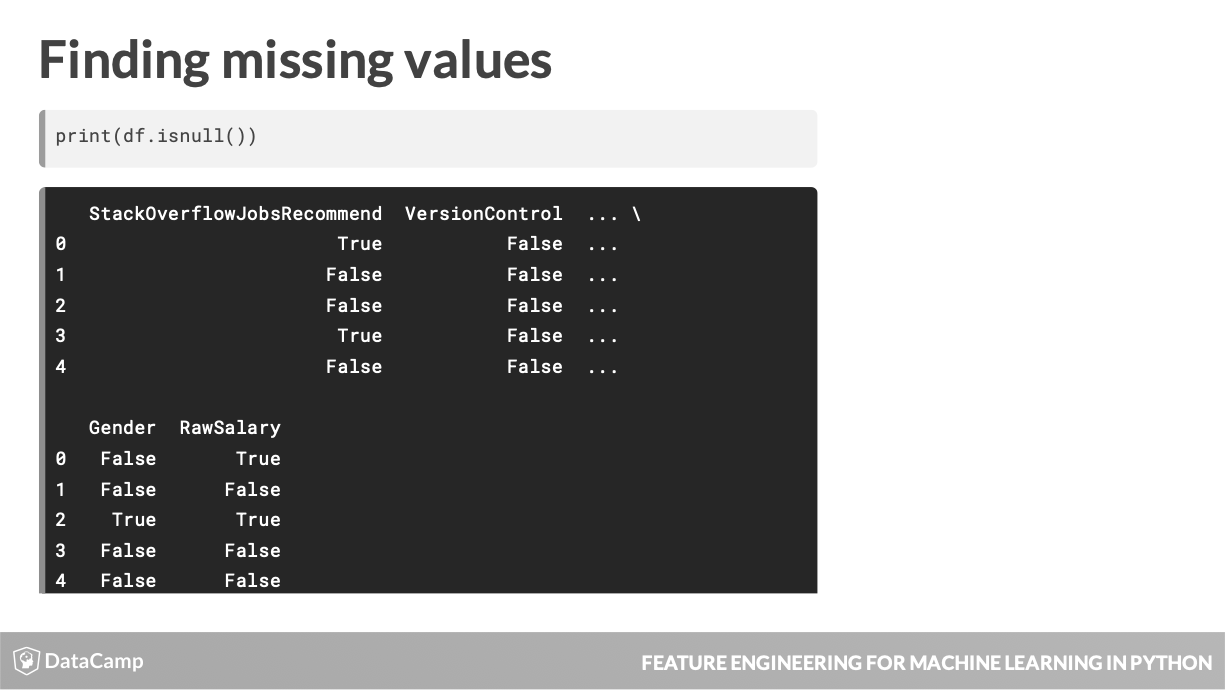 Finding missing values
print(df.isnull())
   StackOverflowJobsRecommend  VersionControl  ... \
0                        True           False  ...
1                       False           False  ...
2                       False           False  ...
3                        True           False  ...
4                       False           False  ...
   Gender  RawSalary
0   False       True
1   False      False
2    True       True
3   False      False
4   False      False
DataCamp
FEATURE ENGINEERING FOR MACHINE LEARNING IN PYTHON